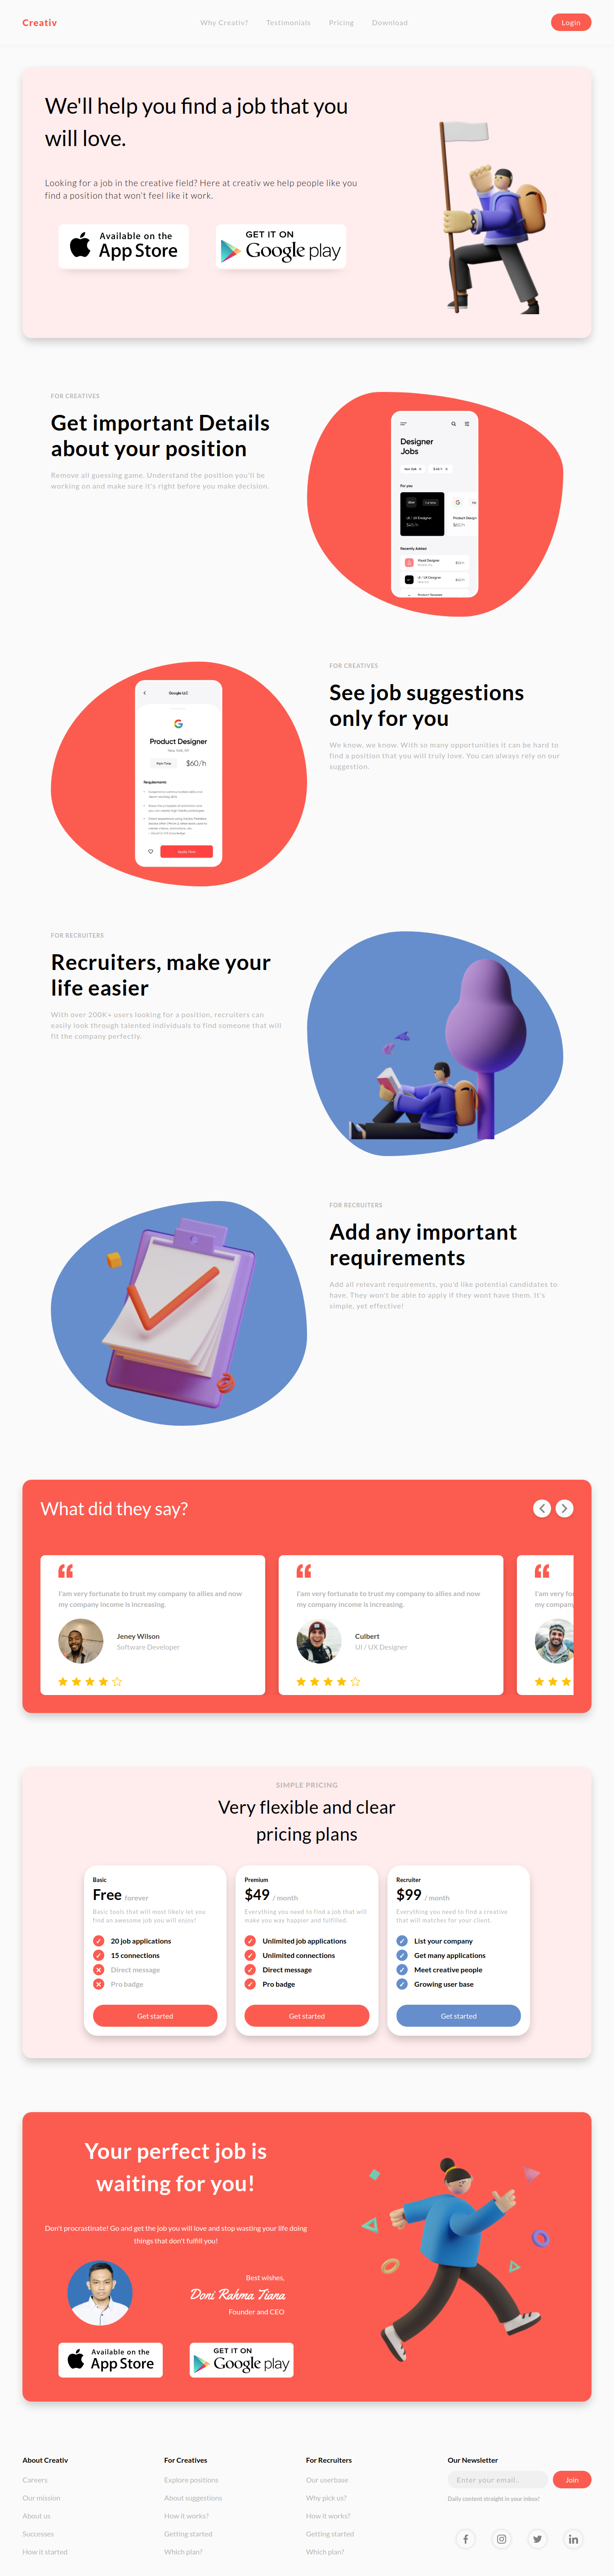 Creativ
Why Creativ?
Testimonials
Pricing
Download
Login
We'll help you find a job that you
will love.
Looking for a job in the creative field? Here at creativ we help people like you
find a position that won't feel like it work.
Available on the
App Store
GET IT ON
Google play
FOR CREATIVES
Get important Details
about your position
Remove all guessing game. Understand the position you'll be
working on and make sure it's right before you make decision.
Designer
Jobs
For you
UI / UX Designer
Product Design
Recently Added
Visual Designer
UI / UX Designer
Google LLC
Product Designer
New York, NY
$60/h
Requirements:
Apply Now
FOR CREATIVES
See job suggestions
only for you
We know, we know. With so many opportunities it can be hard to
find a position that you will truly love. You can always rely on our
suggestion.
FOR RECRUITERS
Recruiters, make your
life easier
With over 200K+ users looking for a position, recruiters can
easily look through talented individuals to find someone that will
fit the company perfectly.
FOR RECRUITERS
Add any important
requirements
Add all relevant requirements, you'd like potential candidates to
have. They won't be able to apply if they wont have them. It's
simple, yet effective!
What did they say?
I'am very fortunate to trust my company to allies and now
my company income is increasing.
Jeney Wilson
Software Developer
I'am very fortunate to trust my company to allies and now
my company income is increasing.
Culbert
UI / UX Designer
I'am very for
my company
SIMPLE PRICING
Very flexible and clear
pricing plans
Basic
Free forever
Basic tools that will most likely let you
find an awesome job you will enjoy!
20 job applications
15 connections
Direct message
Pro badge
Get started
Premium
$49 / month
Everything you need to find a job that will
make you way happier and fulfilled.
Unlimited job applications
Unlimited connections
Direct message
Pro badge
Get started
Recruiter
$99 / month
Everything you need to find a creative
that will matches for your client.
List your company
Get many applications
Meet creative people
Growing user base
Get started
Your perfect job is
waiting for you!
Don't procrastinate! Go and get the job you will love and stop wasting your life doing
things that don't fulfill you!
Best wishes,
Doni Rahma Tiana
Founder and CEO
Available on the
App Store
GET IT ON
Google play
About Creativ
Careers
Our mission
About us
Successes
How it started
For Creatives
Explore positions
About suggestions
How it works?
Getting started
Which plan?
For Recruiters
Our userbase
Why pick us?
How it works?
Getting started
Which plan?
Our Newsletter
Enter your email..
Join
Daily content straight in your inbox!